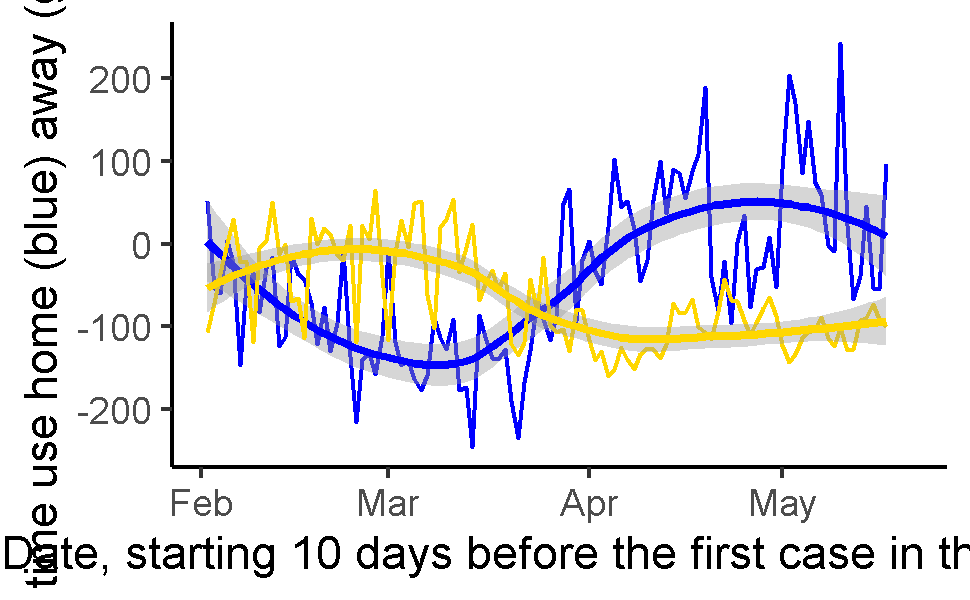 time use home (blue) away (
200
100
0
-100
-200
Feb Mar Apr May
Date, starting 10 days before the first case in th